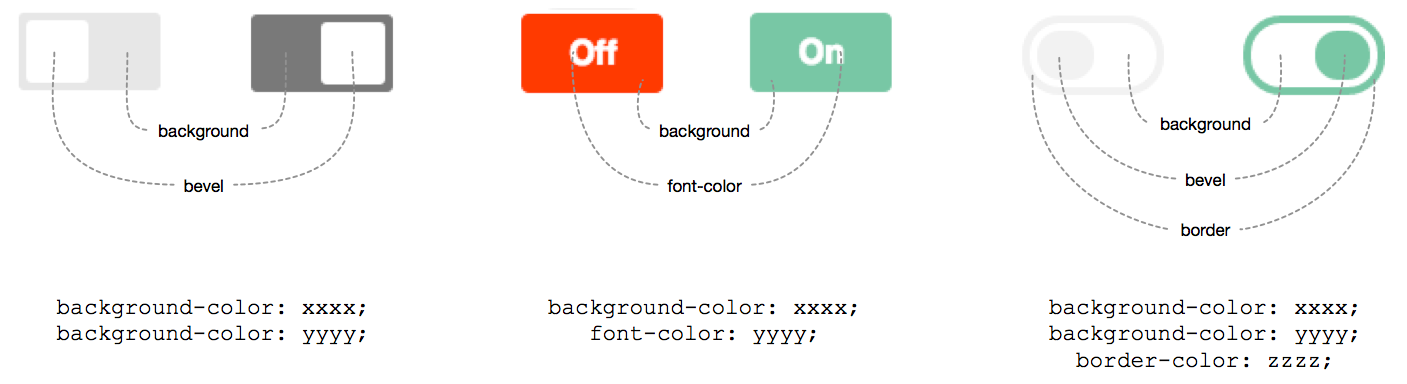 Off
On
background
background
background
bevel
font-color
bevel
border
background-color: xxxx;
background-color: yyyy;
background-color: xxxx;
font-color: yyyy;
background-color: xxxx;
background-color: yyyy;
border-color: zzzz;